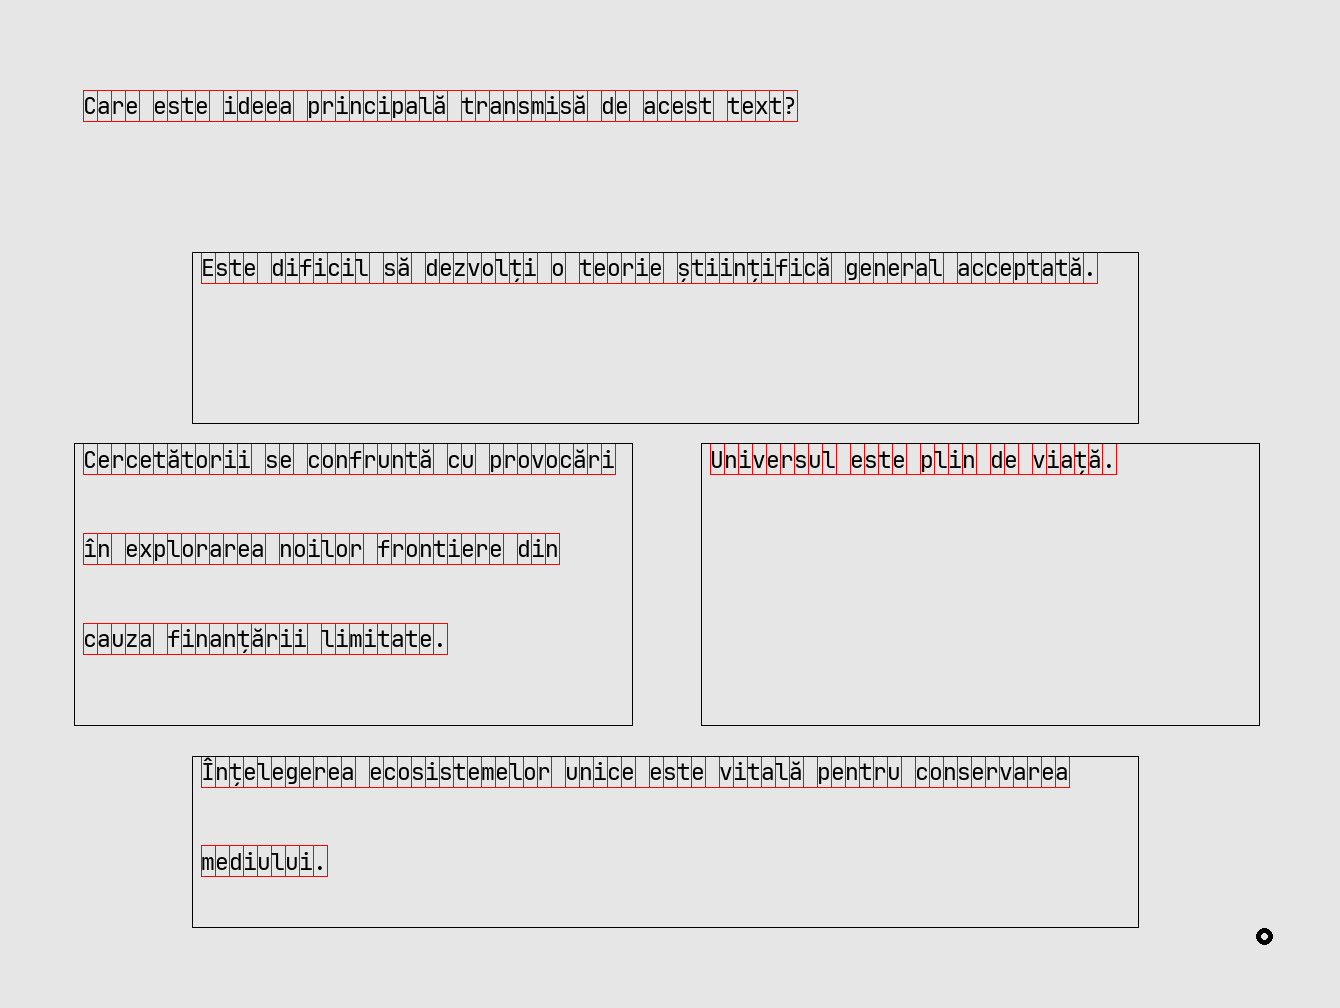 Care este ideea principală transmisă de acest text?
Este dificil să dezvolți o teorie științifică general acceptată.
Cercetătorii se confruntă cu provocări
în explorarea noilor frontiere din
cauza finanțării limitate.
Universul este plin de viață.
Înțelegerea ecosistemelor unice este vitală pentru conservarea
mediului.